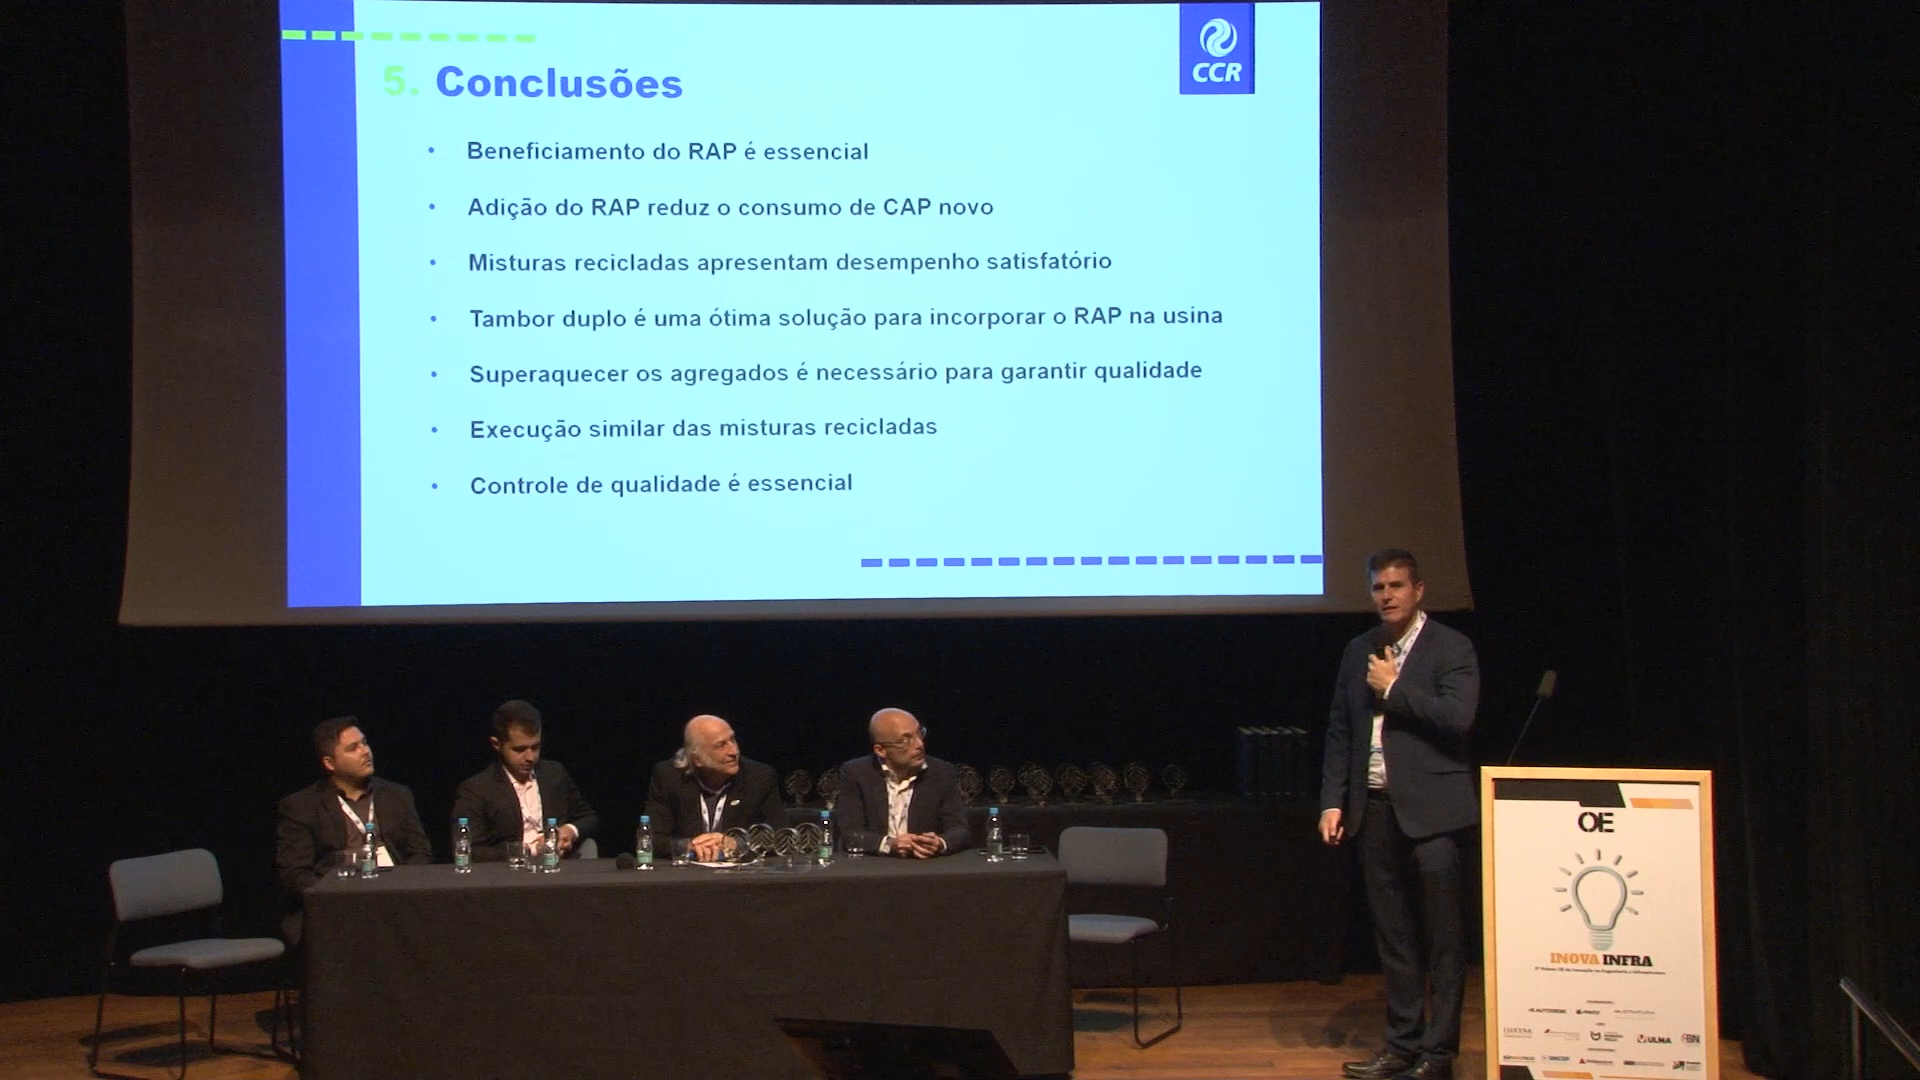 5. Conclusões
CCR
• Beneficiamento do RAP é essencial
• Adição do RAP reduz o consumo de CAP novo
• Misturas recicladas apresentam desempenho satisfatório
• Tambor duplo é uma ótima solução para incorporar o RAP na usina
• Superaquecer os agregados é necessário para garantir qualidade
• Execução similar das misturas recicladas
• Controle de qualidade é essencial
OE
INOVA INFRA
AUTODESK
ULMA